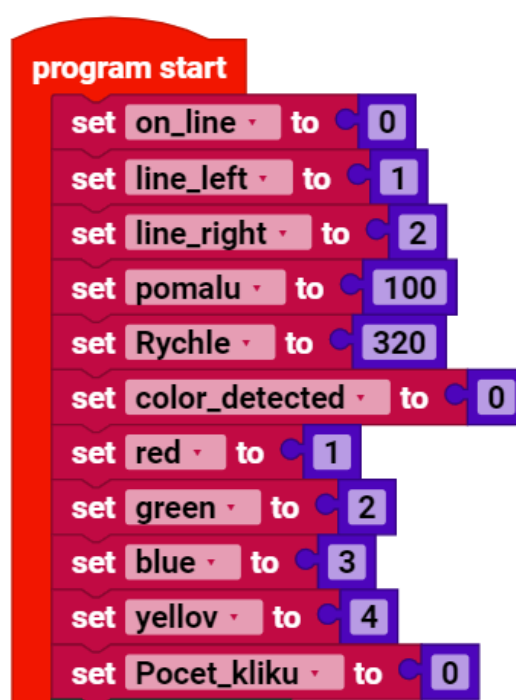 program start
set on_line to 0
set line_left to 1
set line_right to 2
set pomalu to 100
set Rychle to 320
set color_detected to 0
set red to 1
set green to 2
set blue to 3
set yellov to 4
set Pocet_kliku to 0